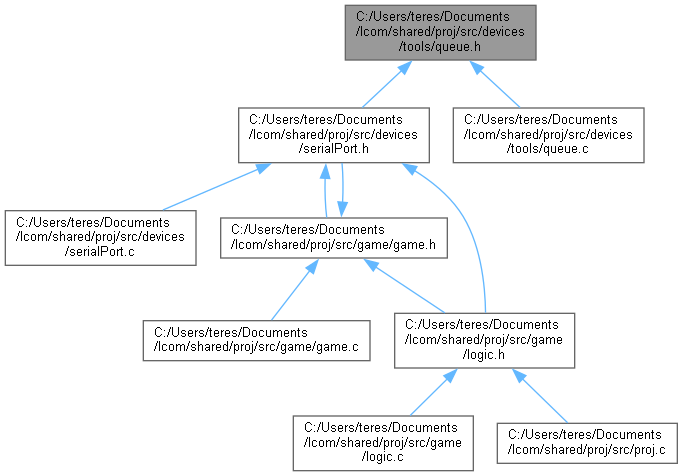 C:/Users/teres/Documents
/lcom/shared/proj/src/devices
/tools/queue.h
C:/Users/teres/Documents
/lcom/shared/proj/src/devices
/serialPort.h
C:/Users/teres/Documents
/lcom/shared/proj/src/devices
/tools/queue.c
C:/Users/teres/Documents
/lcom/shared/proj/src/devices
/serialPort.c
C:/Users/teres/Documents
/lcom/shared/proj/src/game/game.h
C:/Users/teres/Documents
/lcom/shared/proj/src/game/game.c
C:/Users/teres/Documents
/lcom/shared/proj/src/game
/logic.h
C:/Users/teres/Documents
/lcom/shared/proj/src/game
/logic.c
C:/Users/teres/Documents
/lcom/shared/proj/src/proj.c